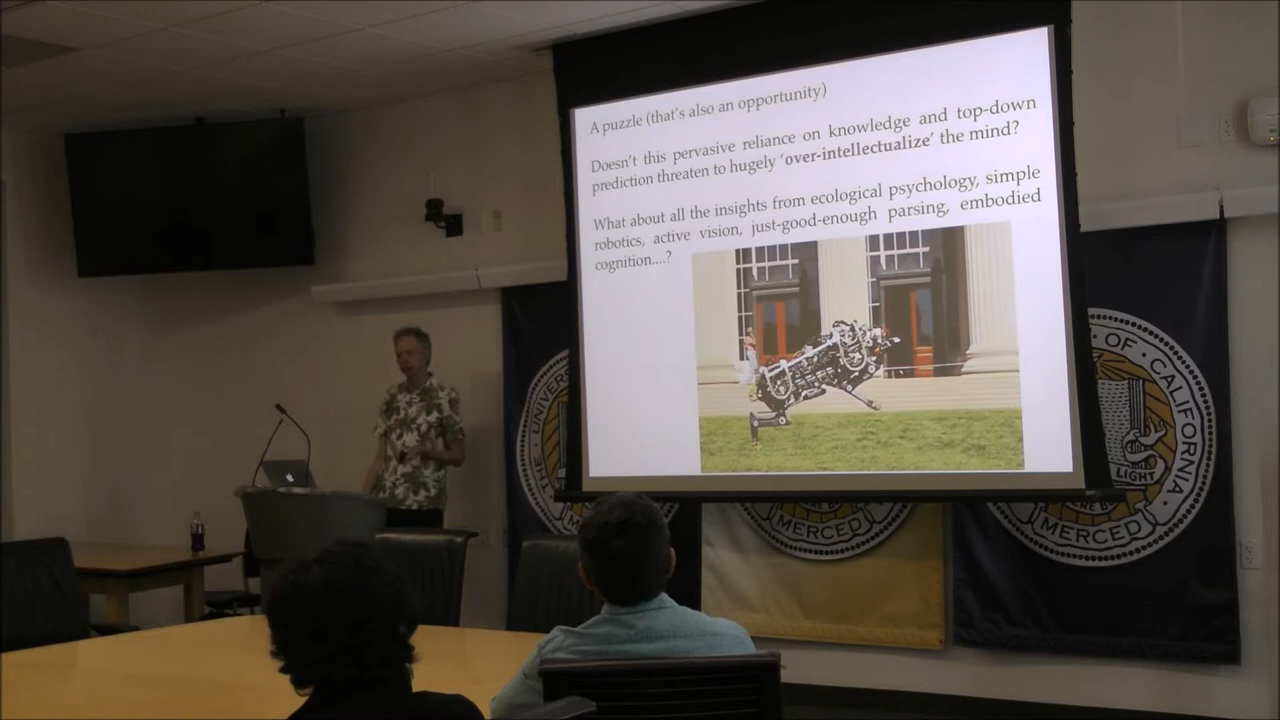 A puzzle (that's also an opportunity)
Doesn't this pervasive reliance on knowledge and top-down
prediction threaten to hugely 'over-intellectualize' the mind?
What about all the insights from ecological psychology, simple
robotics, active vision, just-good-enough parsing, embodied
cognition....?
THE · UNIVERS
MERCED
OF · CALIFORNIA
LIGHT
MERCED